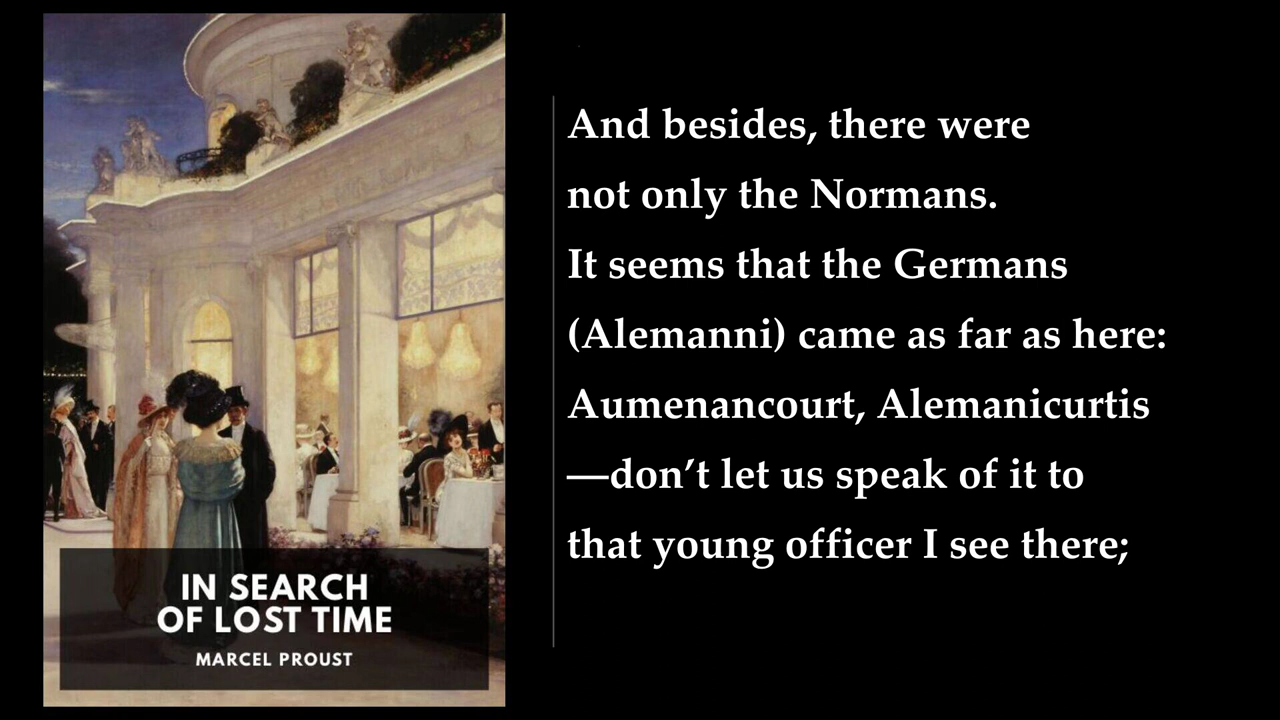 IN SEARCH
OF LOST TIME
MARCEL PROUST
And besides, there were
not only the Normans.
It seems that the Germans
(Alemanni) came as far as here:
Aumenancourt, Alemanicurtis
—don’t let us speak of it to
that young officer I see there;